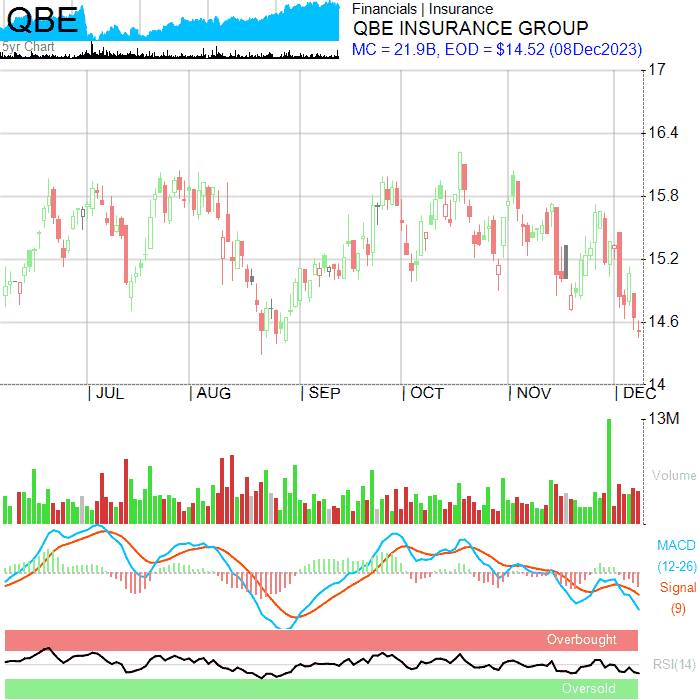 QBE
5yr Chart
Financials | Insurance
QBE INSURANCE GROUP
MC = 21.9B, EOD = $14.52 (08Dec2023)
17
16.4
15.8
15.2
14.6
14
| JUL | AUG | SEP | OCT | NOV | DEC
13M
Volume
MACD
(12-26)
Signal
(9)
Overbought
RSI(14)
Oversold